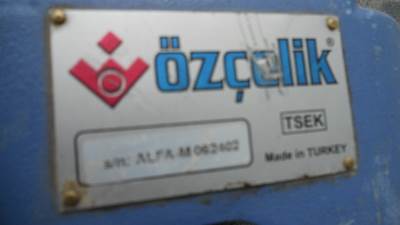 özçelik®
TSEK
s/n: ALFA-M 062402
Made in TURKEY